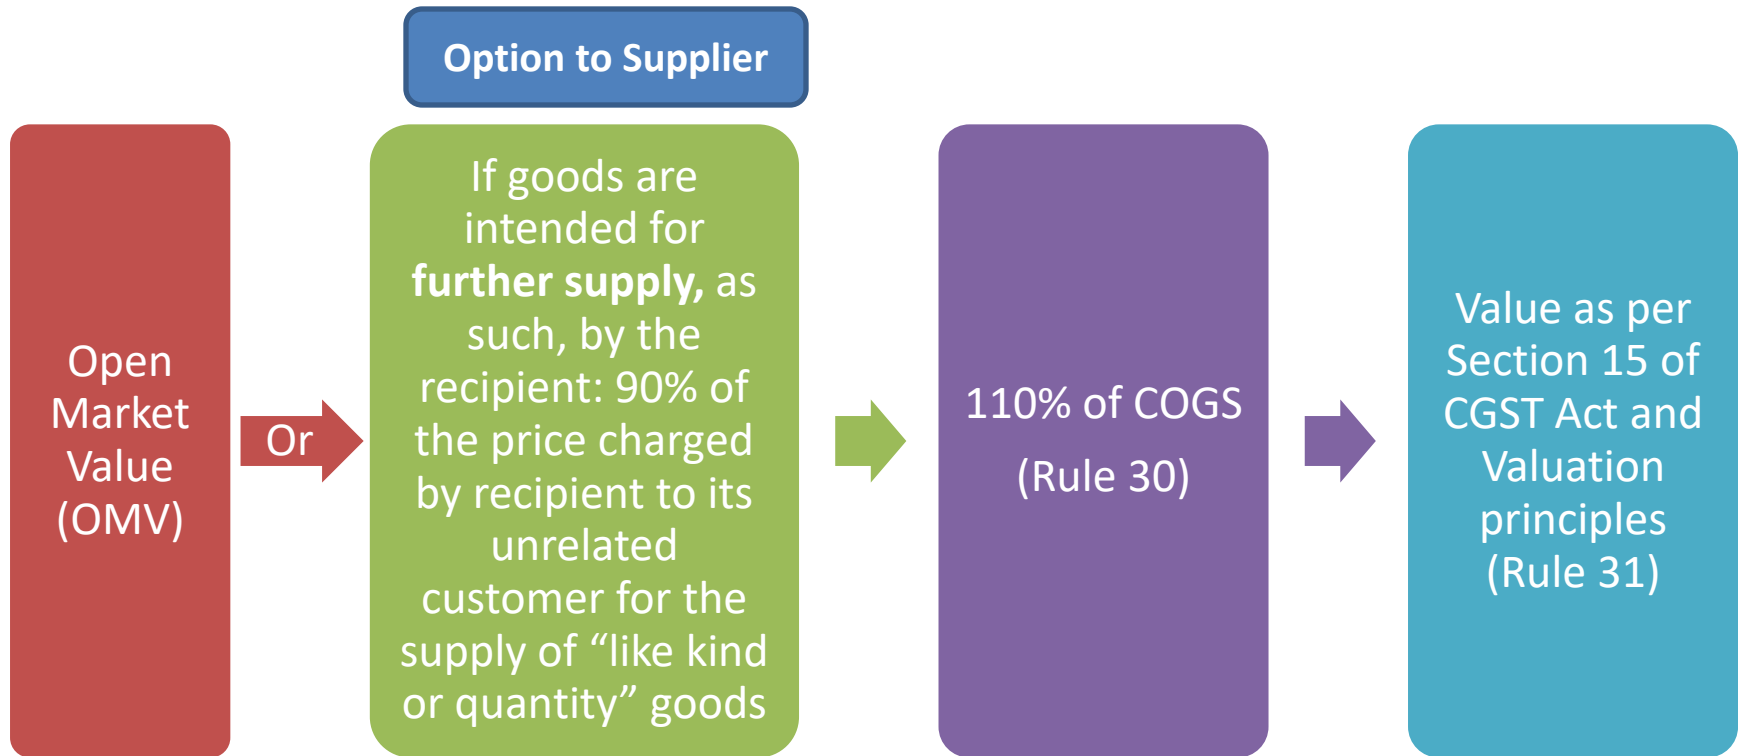 Option to Supplier
Open
Market
Value
(OMV)
Or
If goods are
intended for
further supply, as
such, by the
recipient: 90% of
the price charged
by recipient to its
unrelated
customer for the
supply of “like kind
or quantity” goods
110% of COGS
(Rule 30)
Value as per
Section 15 of
CGST Act and
Valuation
principles
(Rule 31)